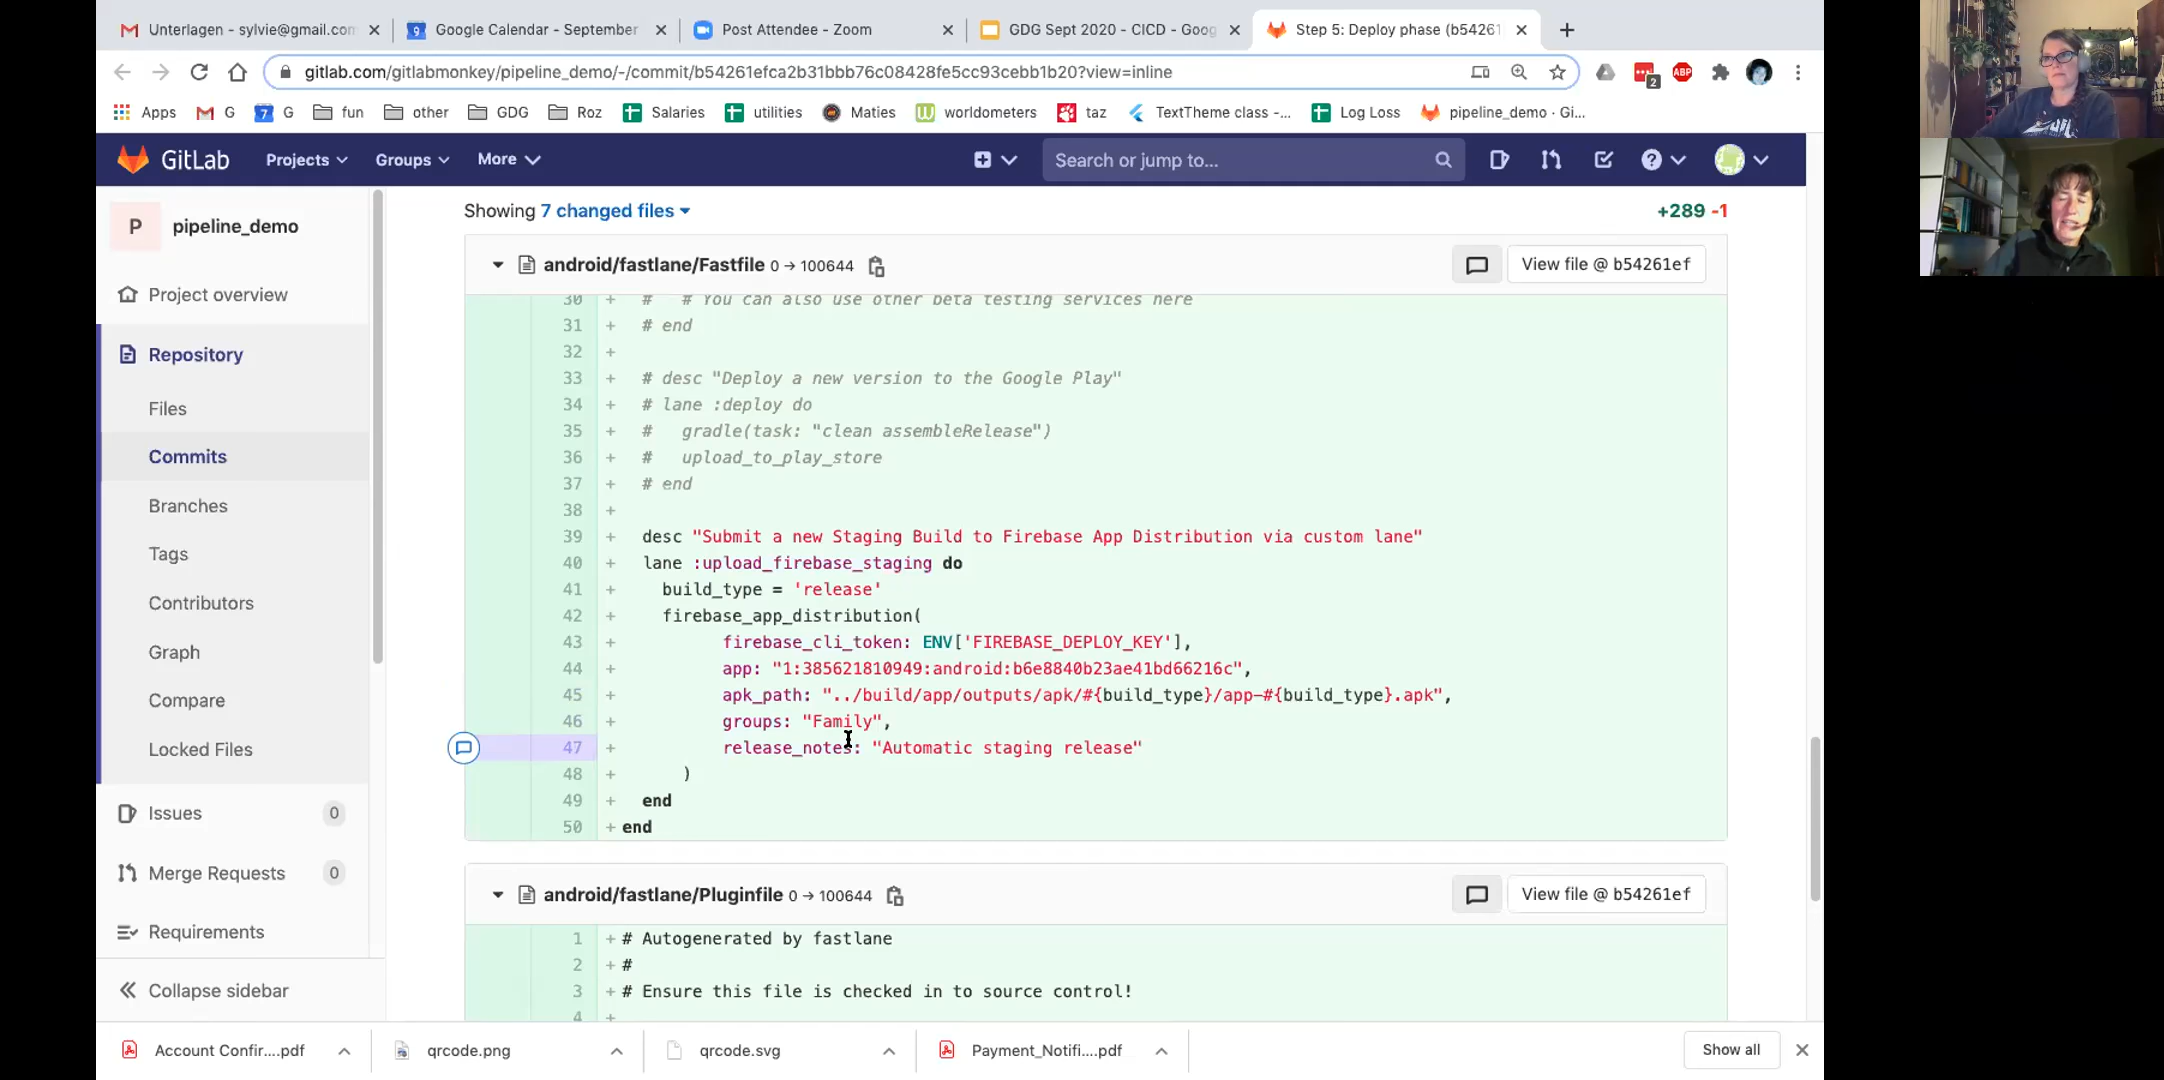 Unterlagen - sylvie@gmail.com
Google Calendar - September
Post Attendee - Zoom
GDG Sept 2020 - CICD - Goog
Step 5: Deploy phase (b54261
gitlab.com/gitlabmonkey/pipeline_demo/-/commit/b54261efca2b31bbb76c08428fe5cc93cebb1b20?view=inline
2
ABP
Apps
G
7
G
fun
other
GDG
Roz
Salaries
utilities
Maties
worldometers
taz
TextTheme class -...
Log Loss
pipeline_demo · Gi...
GitLab
Projects
Groups
More
Search or jump to...
P
pipeline_demo
Project overview
Repository
Files
Commits
Branches
Tags
Contributors
Graph
Compare
Locked Files
Issues 0
Merge Requests 0
Requirements
Collapse sidebar
Showing 7 changed files
+289 -1
android/fastlane/Fastfile 0 → 100644
View file @ b54261ef
30 + #   # You can also use other beta testing services here
31 + # end
32 +
33 + # desc "Deploy a new version to the Google Play"
34 + # lane :deploy do
35 + #   gradle(task: "clean assembleRelease")
36 + #   upload_to_play_store
37 + # end
38 +
39 + desc "Submit a new Staging Build to Firebase App Distribution via custom lane"
40 + lane :upload_firebase_staging do
41 + build_type = 'release'
42 + firebase_app_distribution(
43 + firebase_cli_token: ENV['FIREBASE_DEPLOY_KEY'],
44 + app: "1:385621810949:android:b6e8840b23ae41bd66216c",
45 + apk_path: "../build/app/outputs/apk/#{build_type}/app-#{build_type}.apk",
46 + groups: "Family",
47 + release_notes: "Automatic staging release"
48 + )
49 + end
50 + end
android/fastlane/Pluginfile 0 → 100644
View file @ b54261ef
1 + # Autogenerated by fastlane
2 + #
3 + # Ensure this file is checked in to source control!
4 +
Account Confir....pdf
qrcode.png
qrcode.svg
Payment_Notifi....pdf
Show all